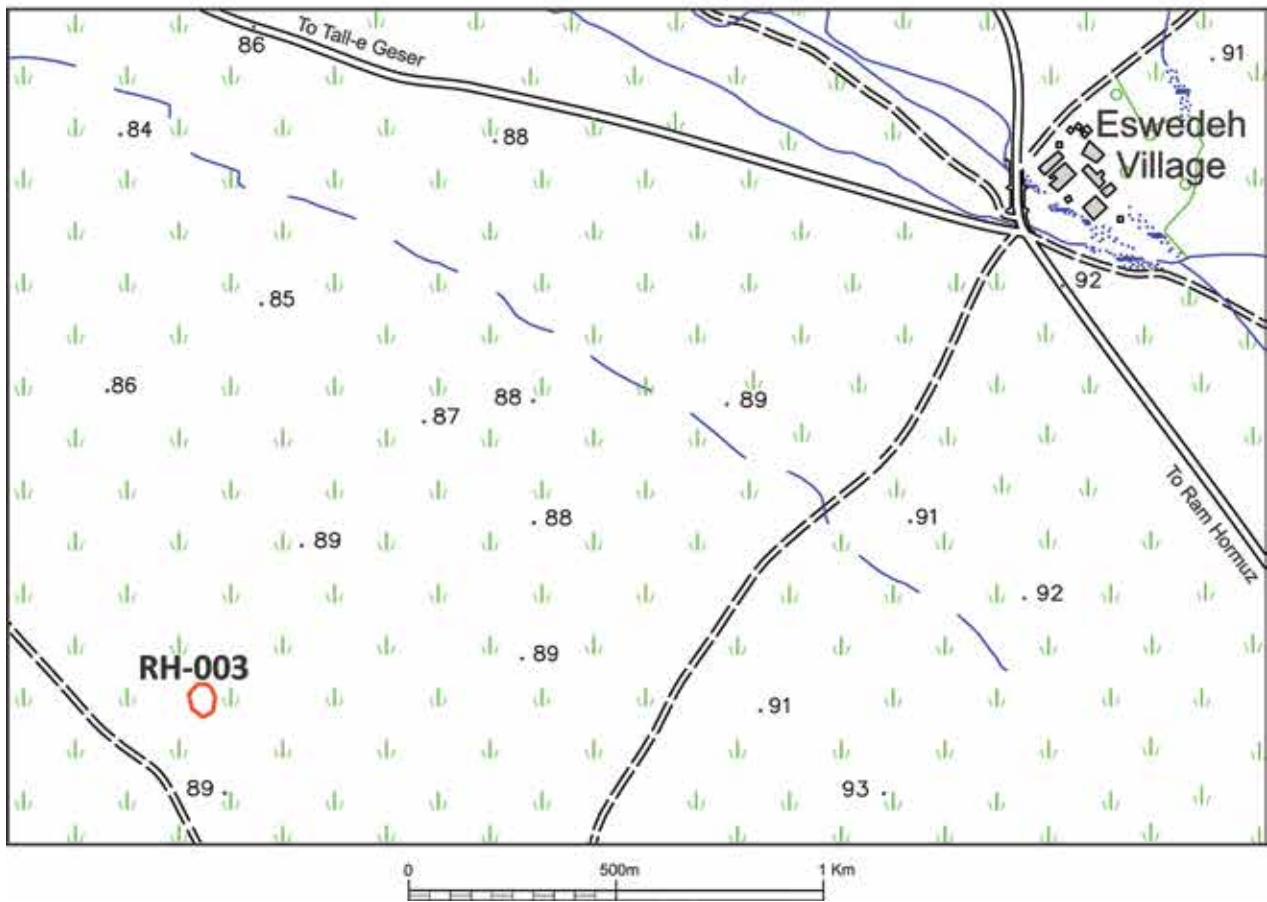 To Tall-e Geser
86
.91
.84
.88
Eswedeh
Village
.92
.85
.86
88.
.87
.89
.91
.88
.89
To Ram Hormuz
.92
.89
RH-003
.91
89.
93.
0
500m
1 Km